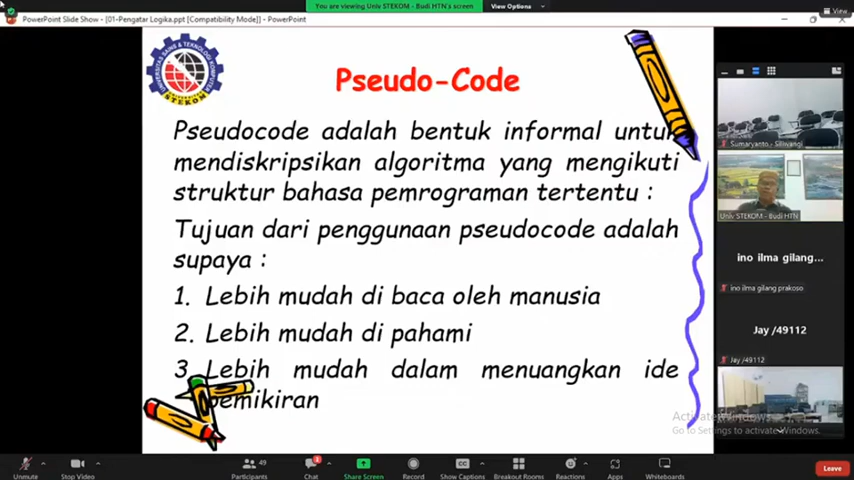 You are viewing Univ STEKOM - Budi HTN's screen
View Options
View
PowerPoint Slide Show - [01-Pengatar Logika.ppt [Compatibility Mode]] - PowerPoint
UNIVERSITAS SAINS & TEKNOLOGI KOMPUTER
STEKOM
Pseudo-Code
Pseudocode adalah bentuk informal untuk
mendiskripsikan algoritma yang mengikuti
struktur bahasa pemrograman tertentu :
Tujuan dari penggunaan pseudocode adalah
supaya :
1. Lebih mudah di baca oleh manusia
2. Lebih mudah di pahami
3. Lebih mudah dalam menuangkan ide
pemikiran
Sumaryanto - Siliwangi
Univ STEKOM - Budi HTN
ino ilma gilang...
ino ilma gilang prakoso
Jay /49112
Jay /49112
Activate Windows
Go to Settings to activate Windows.
Unmute
Stop Video
Participants
49
Chat
Share Screen
Record
Show Captions
Breakout Rooms
Reactions
Apps
Whiteboards
Leave